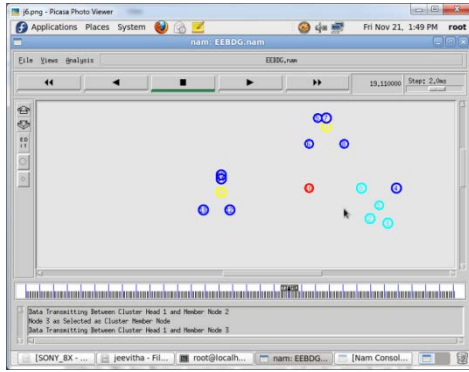 j6.png - Picasa Photo Viewer
Applications Places System
Fri Nov 21, 1:49 PM root
nam: EEBDG.nam
File Views Analysis
EEBDG.nam
19.110000
Step: 2.0ms
Data Transmitting Between Cluster Head 1 and Member Node 2
Node 3 as Selected as Cluster Member Node
Data Transmitting Between Cluster Head 1 and Member Node 3
[SONY_8X - ... jeevitha - Fil... root@localh... nam: EEBDG... [Nam Consol...